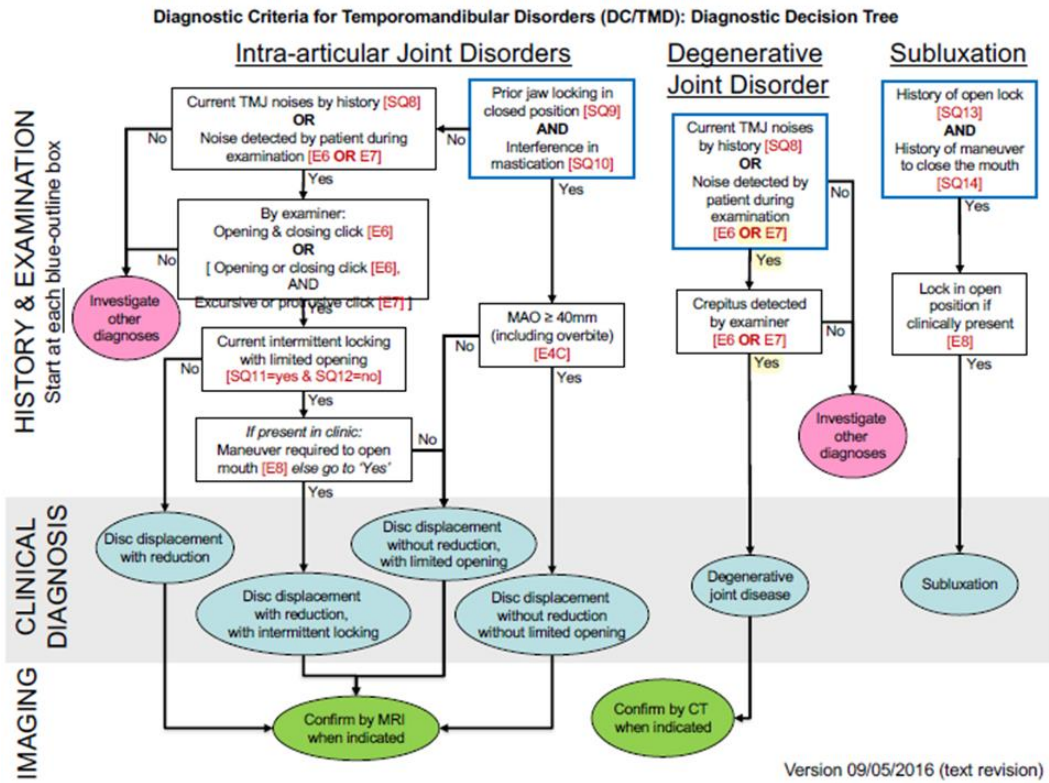 Diagnostic Criteria for Temporomandibular Disorders (DC/TMD): Diagnostic Decision Tree
Intra-articular Joint Disorders
Degenerative
Joint Disorder
Subluxation
HISTORY & EXAMINATION
Start at each blue-outline box
Current TMJ noises by history [SQ8]
OR
Noise detected by patient during
examination [E6 OR E7]
No
Yes
Prior jaw locking in
closed position [SQ9]
AND
Interference in
mastication [SQ10]
No
Yes
By examiner:
Opening & closing click [E6]
OR
[ Opening or closing click [E6],
AND
Excursive or protrusive click [E7] ]
No
Yes
Investigate
other
diagnoses
Current intermittent locking
with limited opening
[SQ11=yes & SQ12=no]
No
Yes
MAO ≥ 40mm
(including overbite)
[E4C]
No
Yes
If present in clinic:
Maneuver required to open
mouth [E8] else go to 'Yes'
No
Yes
Current TMJ noises
by history [SQ8]
OR
Noise detected by
patient during
examination
[E6 OR E7]
No
Yes
Crepitus detected
by examiner
[E6 OR E7]
No
Yes
Investigate
other
diagnoses
History of open lock
[SQ13]
AND
History of maneuver
to close the mouth
[SQ14]
Yes
Lock in open
position if
clinically present
[E8]
Yes
CLINICAL
DIAGNOSIS
Disc displacement
with reduction
Disc displacement
with reduction,
with intermittent locking
Disc displacement
without reduction,
with limited opening
Disc displacement
without reduction
without limited opening
Degenerative
joint disease
Subluxation
IMAGING
Confirm by MRI
when indicated
Confirm by CT
when indicated
Version 09/05/2016 (text revision)